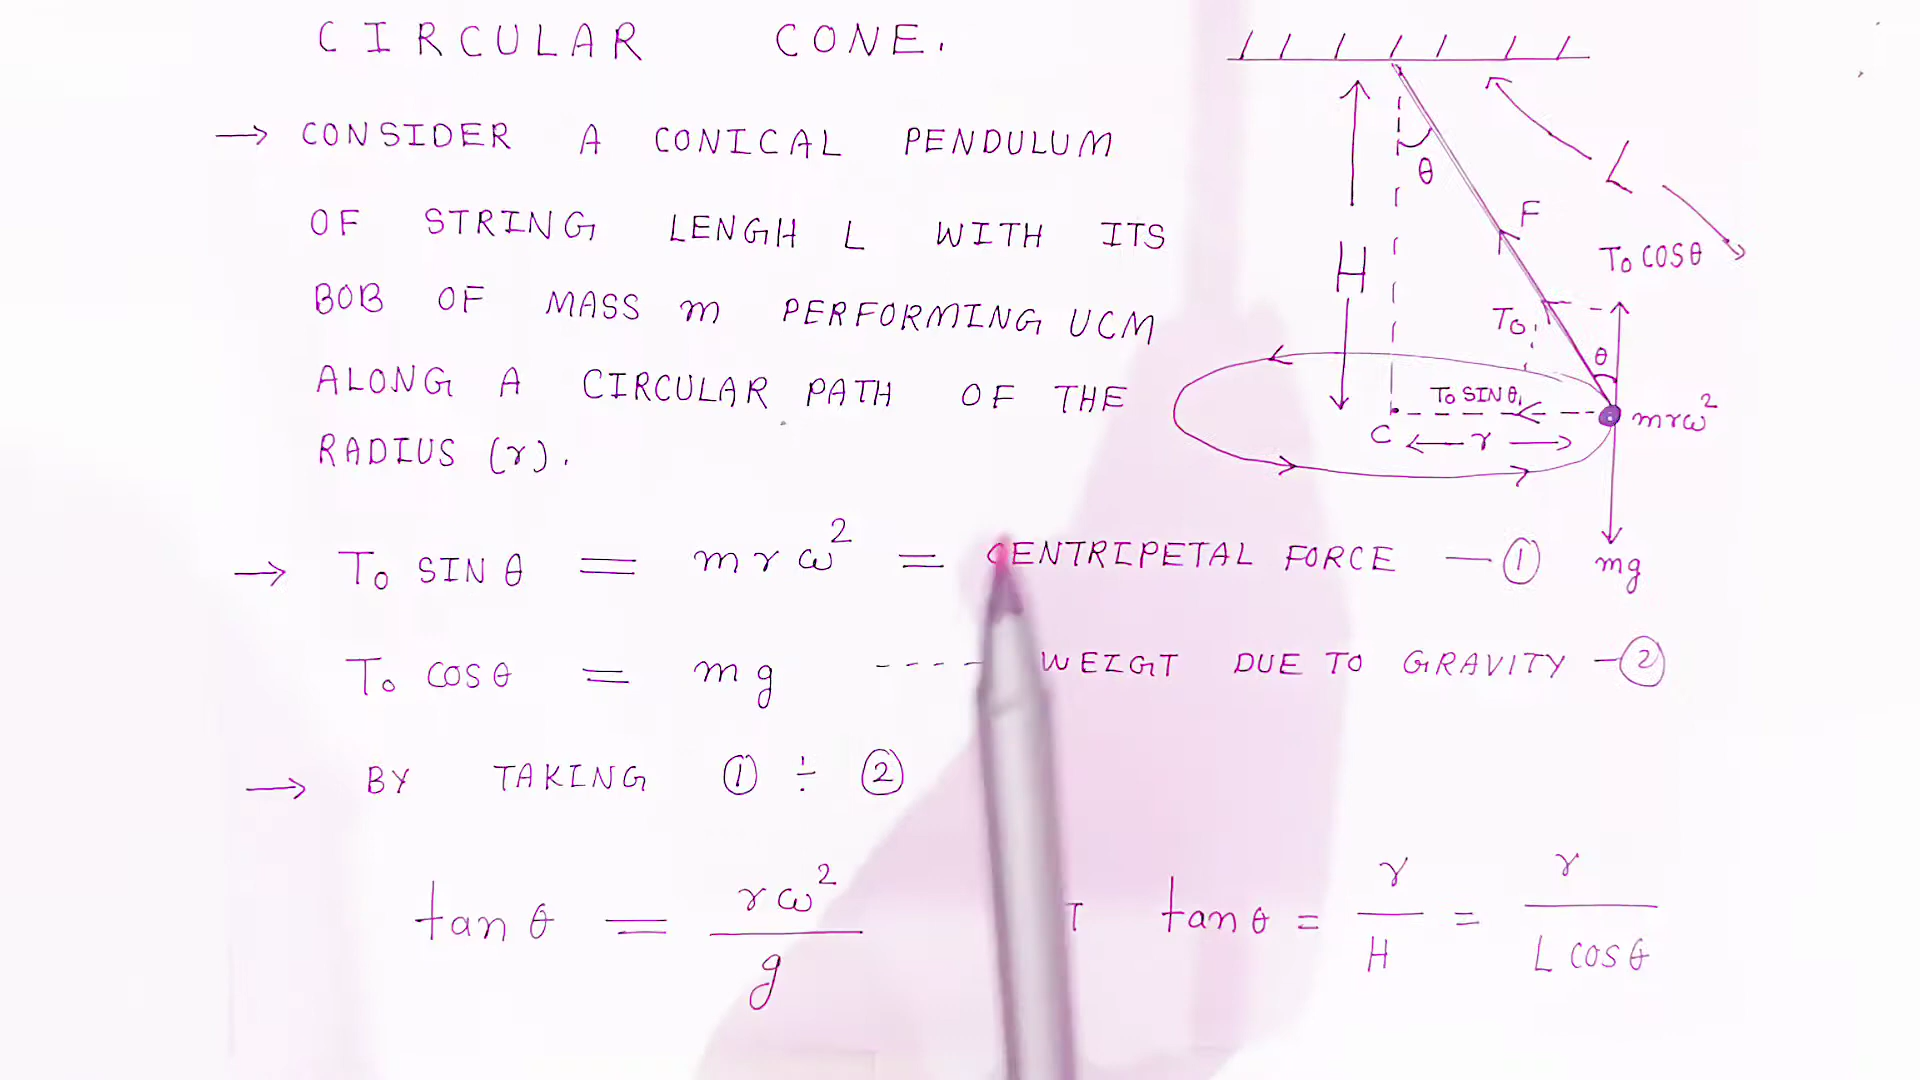 CIRCULAR CONE.
→ CONSIDER A CONICAL PENDULUM
OF STRING LENGH L WITH ITS
BOB OF MASS m PERFORMING UCM
ALONG A CIRCULAR PATH OF THE
RADIUS (r).
→ To SIN θ = mrω² = CENTRIPETAL FORCE — ①
To COS θ = mg ---- WEIGT DUE TO GRAVITY — ②
→ BY TAKING ① ÷ ②
tan θ = rω² / g
T tan θ = r / H = r / L COS θ
θ
L
F
H
To COS θ
To
θ
To SIN θ
mrω²
C
r
mg